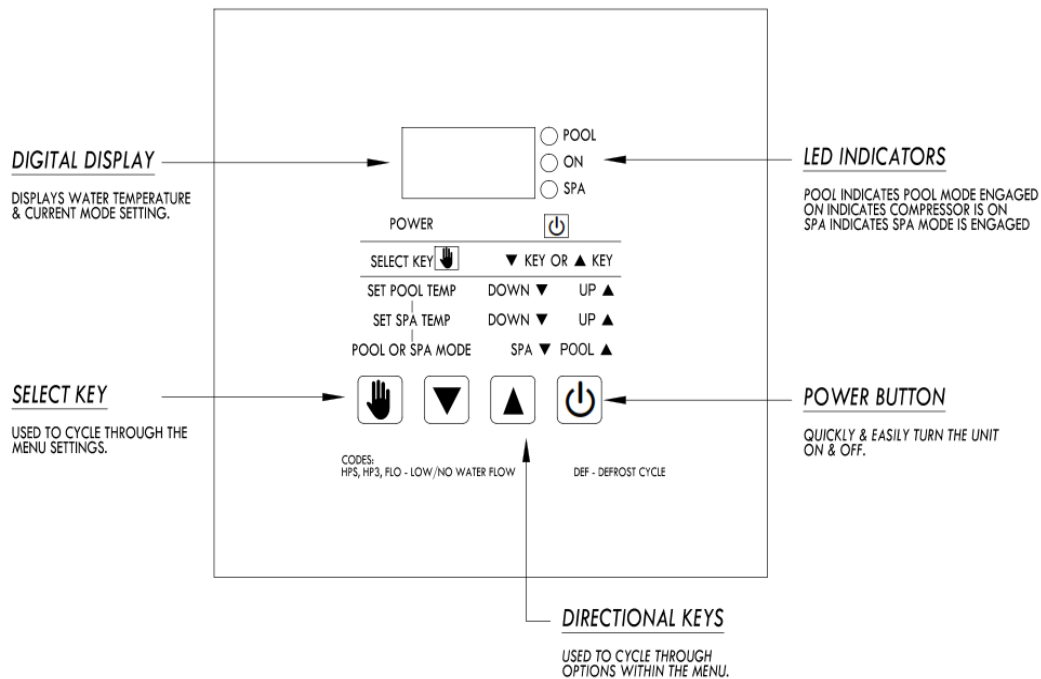 DIGITAL DISPLAY
DISPLAYS WATER TEMPERATURE
& CURRENT MODE SETTING.
POOL
ON
SPA
LED INDICATORS
POOL INDICATES POOL MODE ENGAGED
ON INDICATES COMPRESSOR IS ON
SPA INDICATES SPA MODE IS ENGAGED
POWER
SELECT KEY ▼ KEY OR ▲ KEY
SET POOL TEMP DOWN ▼ UP ▲
SET SPA TEMP DOWN ▼ UP ▲
POOL OR SPA MODE SPA ▼ POOL ▲
SELECT KEY
USED TO CYCLE THROUGH THE
MENU SETTINGS.
POWER BUTTON
QUICKLY & EASILY TURN THE UNIT
ON & OFF.
CODES:
HPS, HP3, FLO - LOW/NO WATER FLOW DEF - DEFROST CYCLE
DIRECTIONAL KEYS
USED TO CYCLE THROUGH
OPTIONS WITHIN THE MENU.